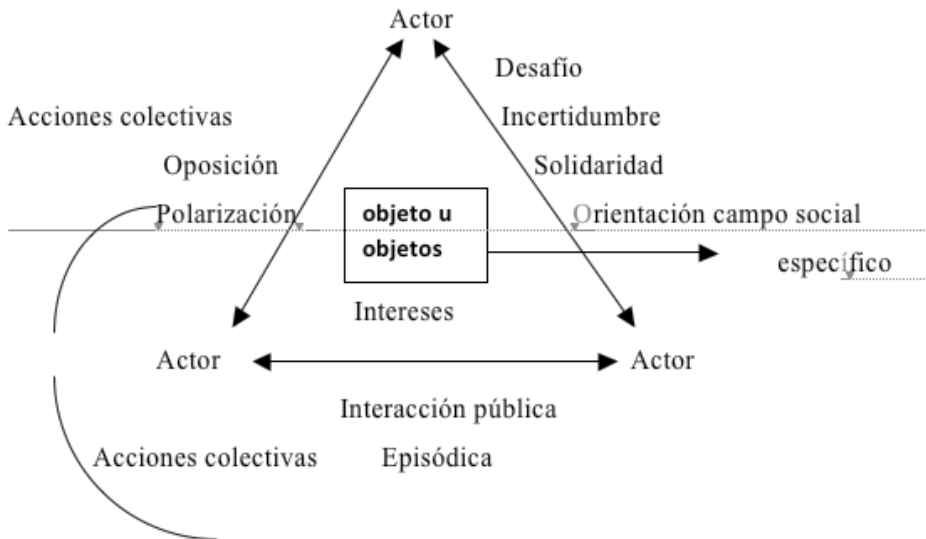 Actor
Desafío
Acciones colectivas
Incertidumbre
Oposición
Solidaridad
Polarización
objeto u
objetos
Orientación campo social
específico
Intereses
Actor
Actor
Interacción pública
Acciones colectivas
Episódica